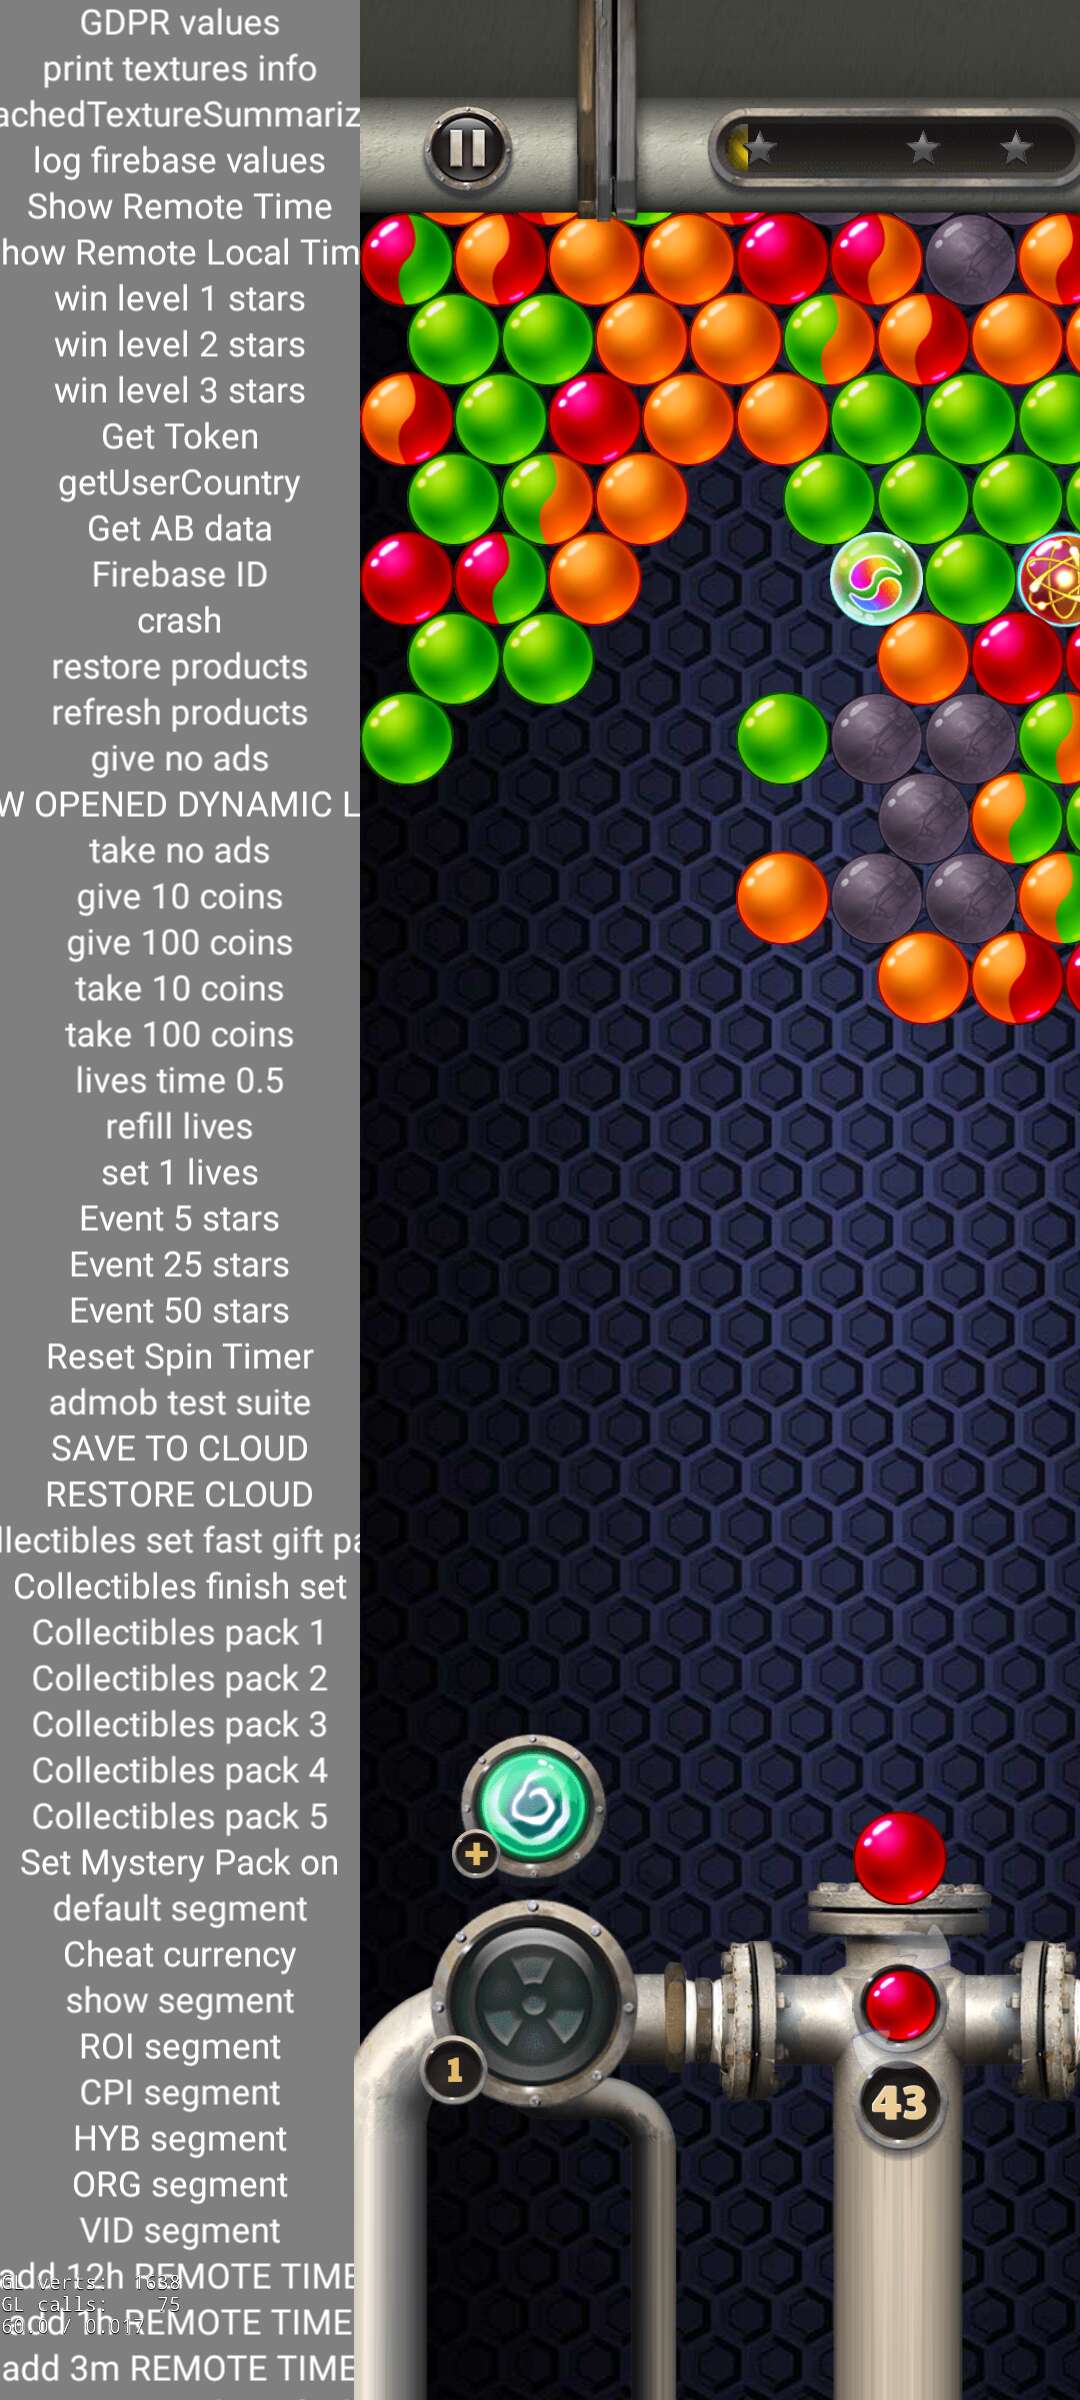 GDPR values
print textures info
achedTextureSummariz
log firebase values
Show Remote Time
how Remote Local Tim
win level 1 stars
win level 2 stars
win level 3 stars
Get Token
getUserCountry
Get AB data
Firebase ID
crash
restore products
refresh products
give no ads
W OPENED DYNAMIC L
take no ads
give 10 coins
give 100 coins
take 10 coins
take 100 coins
lives time 0.5
refill lives
set 1 lives
Event 5 stars
Event 25 stars
Event 50 stars
Reset Spin Timer
admob test suite
SAVE TO CLOUD
RESTORE CLOUD
llectibles set fast gift pa
Collectibles finish set
Collectibles pack 1
Collectibles pack 2
Collectibles pack 3
Collectibles pack 4
Collectibles pack 5
Set Mystery Pack on
default segment
Cheat currency
show segment
ROI segment
CPI segment
HYB segment
ORG segment
VID segment
add 12h REMOTE TIME
GL verts: 1638
GL calls: 75
add 1h REMOTE TIME
60.0 / 0.017
add 3m REMOTE TIME
+
1
43